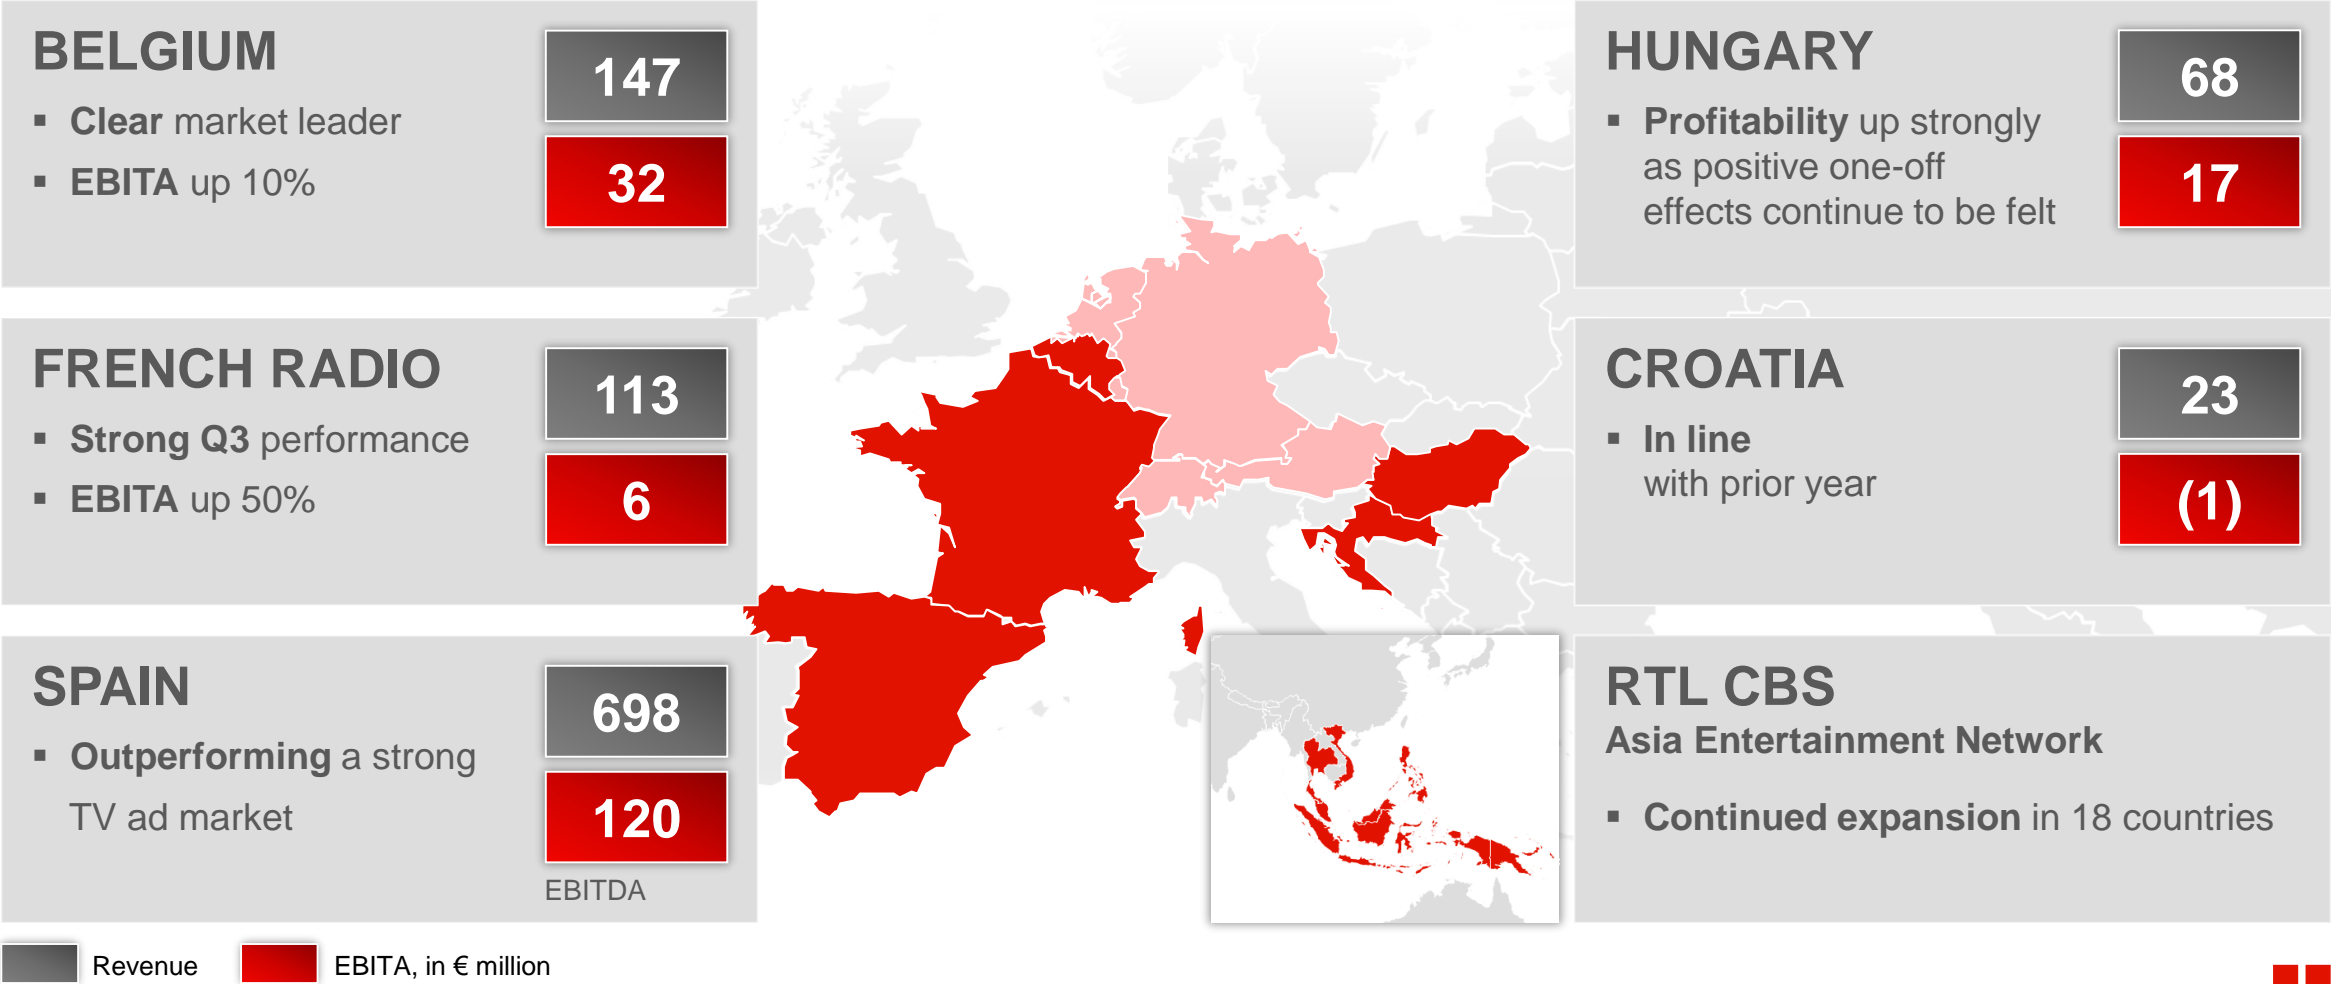 BELGIUM
147
▪ Clear market leader
▪ EBITA up 10%
32
FRENCH RADIO
113
▪ Strong Q3 performance
▪ EBITA up 50%
6
SPAIN
698
▪ Outperforming a strong
TV ad market
120
EBITDA
HUNGARY
68
▪ Profitability up strongly
as positive one-off
effects continue to be felt
17
CROATIA
23
▪ In line
with prior year
(1)
RTL CBS
Asia Entertainment Network
▪ Continued expansion in 18 countries
Revenue
EBITA, in € million